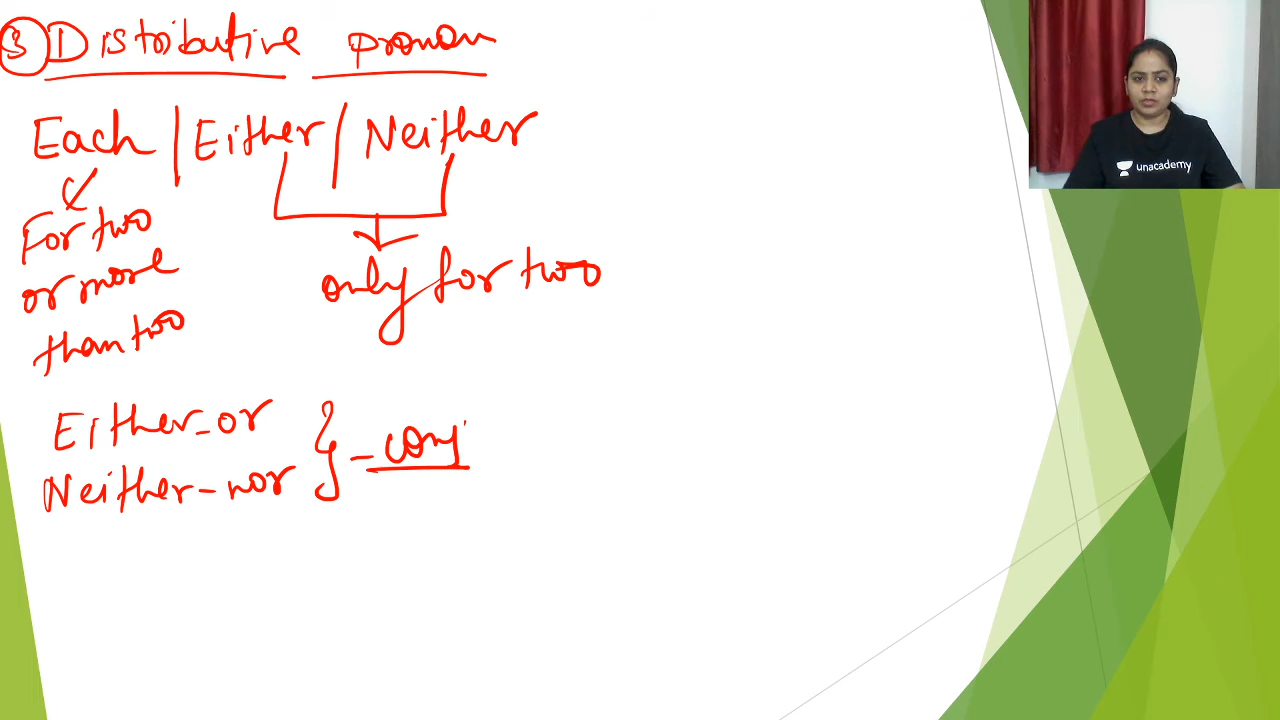 3 Distributive pronoun
Each | Either | Neither
For two
or more
than two
only for two
Either-or
Neither-nor } - conj
unacademy